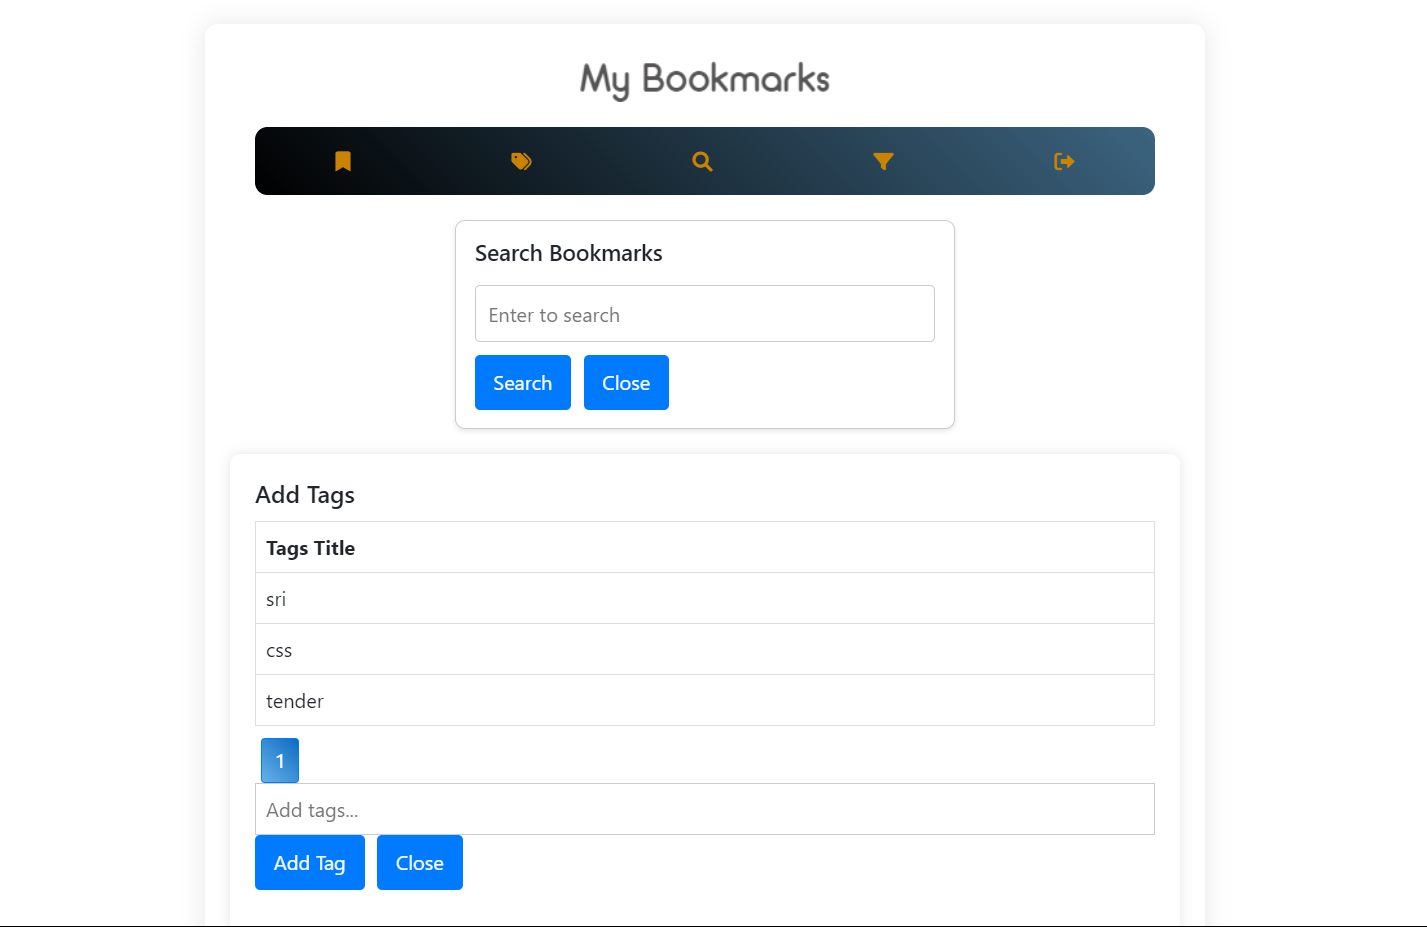 My Bookmarks
Search Bookmarks
Enter to search
Search Close
Add Tags
Tags Title
sri
css
tender
1
Add tags...
Add Tag Close